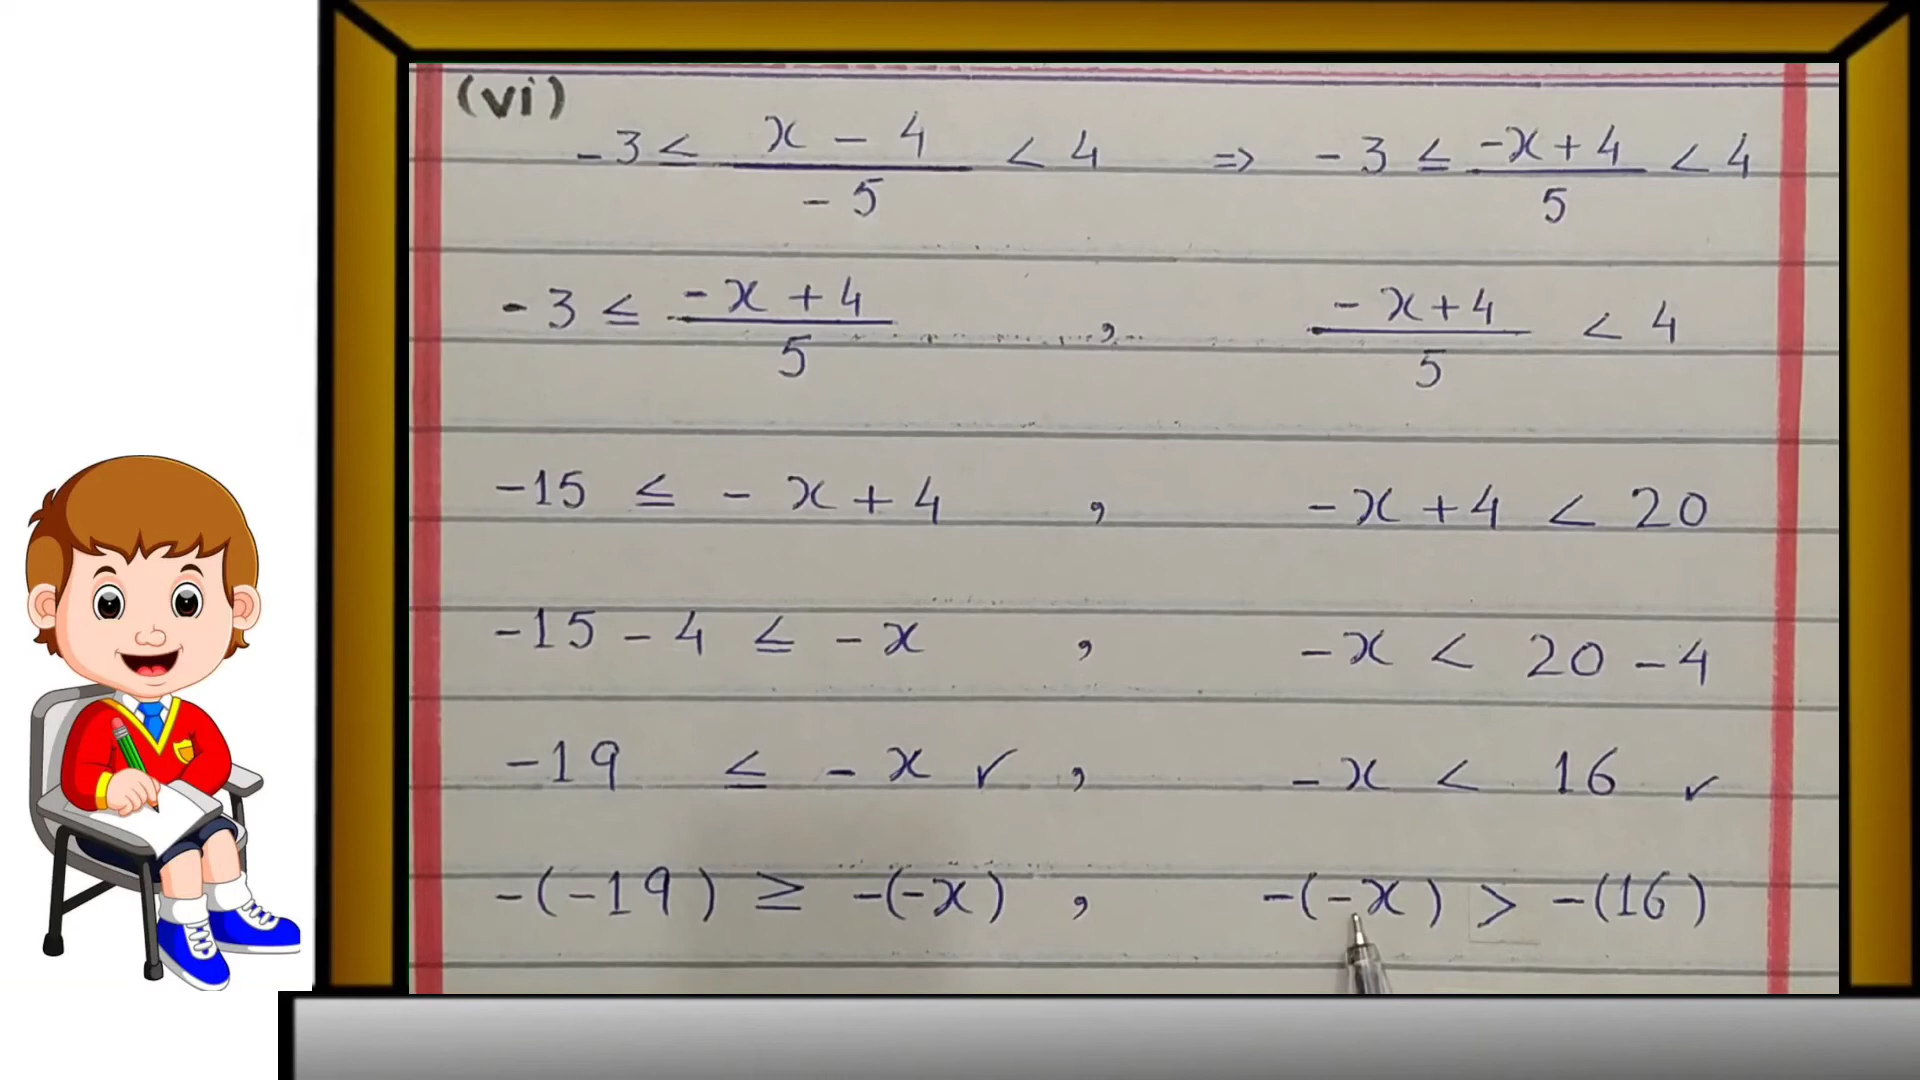 (vi)
-3 ≤ x - 4 / -5 < 4 ⇒ -3 ≤ -x + 4 / 5 < 4
-3 ≤ -x + 4 / 5 , -x + 4 / 5 < 4
-15 ≤ -x + 4 , -x + 4 < 20
-15 - 4 ≤ -x , -x < 20 - 4
-19 ≤ -x ✓ , -x < 16 ✓
-(-19) ≥ -(-x) , -(-x) > -(16)